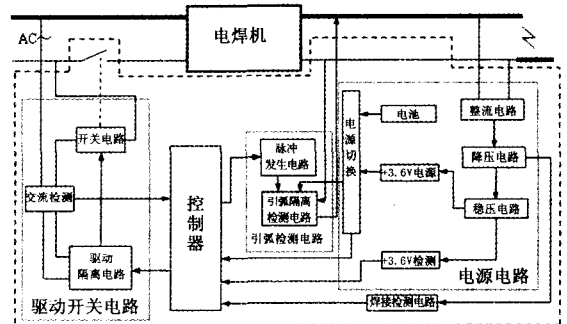 AC～
电焊机
开关电路
交流检测
驱动
隔离电路
驱动开关电路
控制器
脉冲
发生电路
引弧隔离
检测电路
引弧检测电路
电源切换
电池
+3.6V电源
+3.6V检测
整流电路
降压电路
稳压电路
电源电路
焊接检测电路